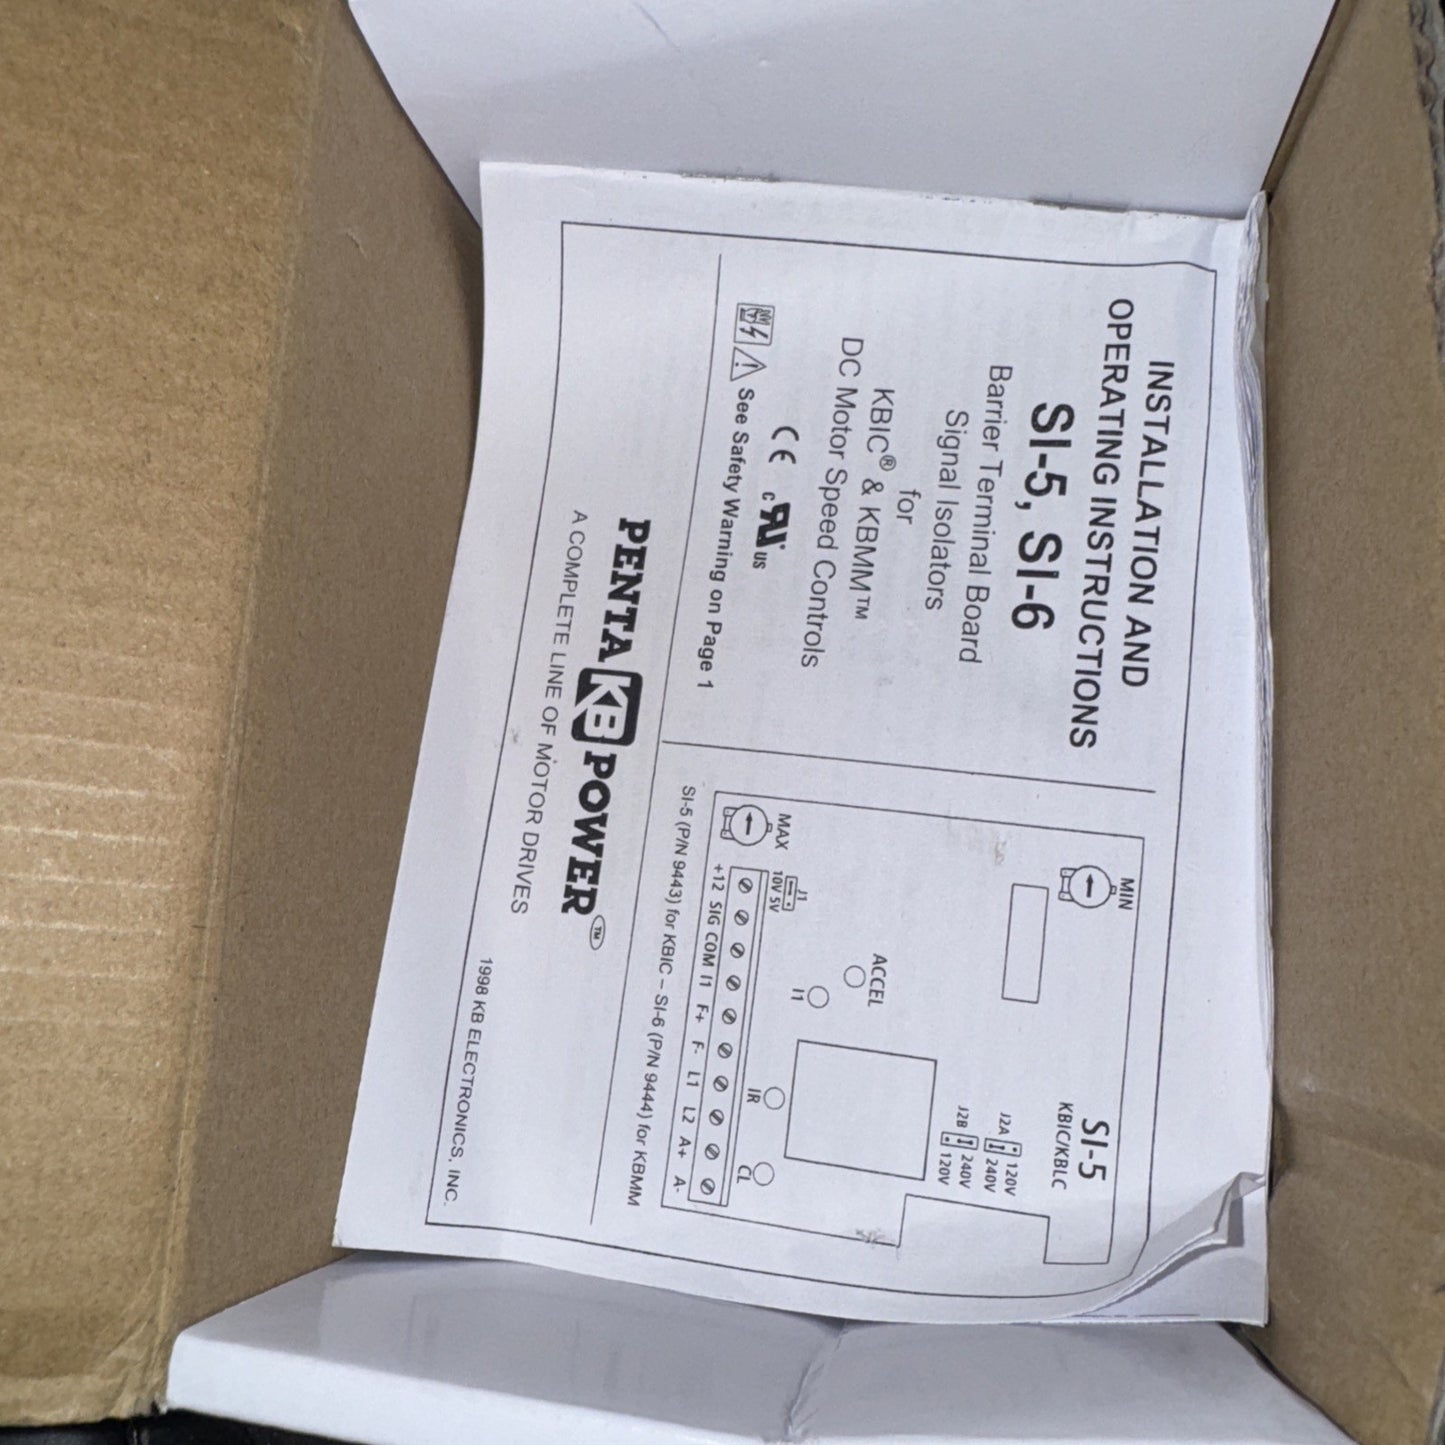 INSTALLATION AND
OPERATING INSTRUCTIONS
SI-5, SI-6
Barrier Terminal Board
Signal Isolators
for
KBIC® & KBMM™
DC Motor Speed Controls
CE c UR US
See Safety Warning on Page 1
MIN
SI-5
KBIC/KBLC
J2A 120V
240V
J2B 240V
120V
ACCEL
I1
MAX
J1
10V 5V
IR
CL
+12 SIG COM I1 F+ F- L1 L2 A+ A-
SI-5 (P/N 9443) for KBIC – SI-6 (P/N 9444) for KBMM
PENTA KB POWER™
A COMPLETE LINE OF MOTOR DRIVES
1998 KB ELECTRONICS, INC.